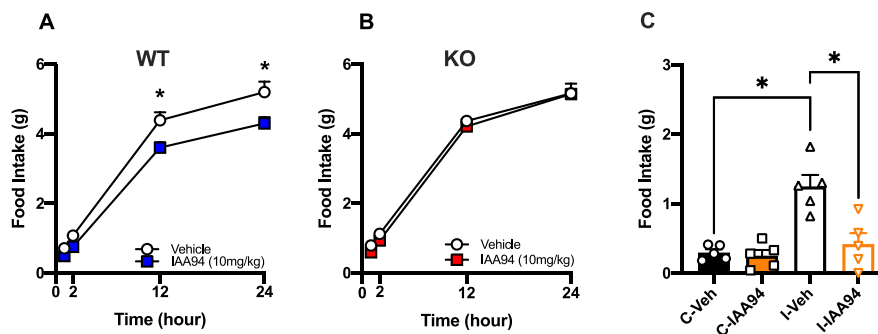 A
WT
Food Intake (g)
6
4
2
0
0 2 12 24
Time (hour)
* *
Vehicle
IAA94 (10mg/kg)
B
KO
Food Intake (g)
6
4
2
0
0 2 12 24
Time (hour)
Vehicle
IAA94 (10mg/kg)
C
Food Intake (g)
3
2
1
0
* *
C-Veh
C-IAA94
I-Veh
I-IAA94